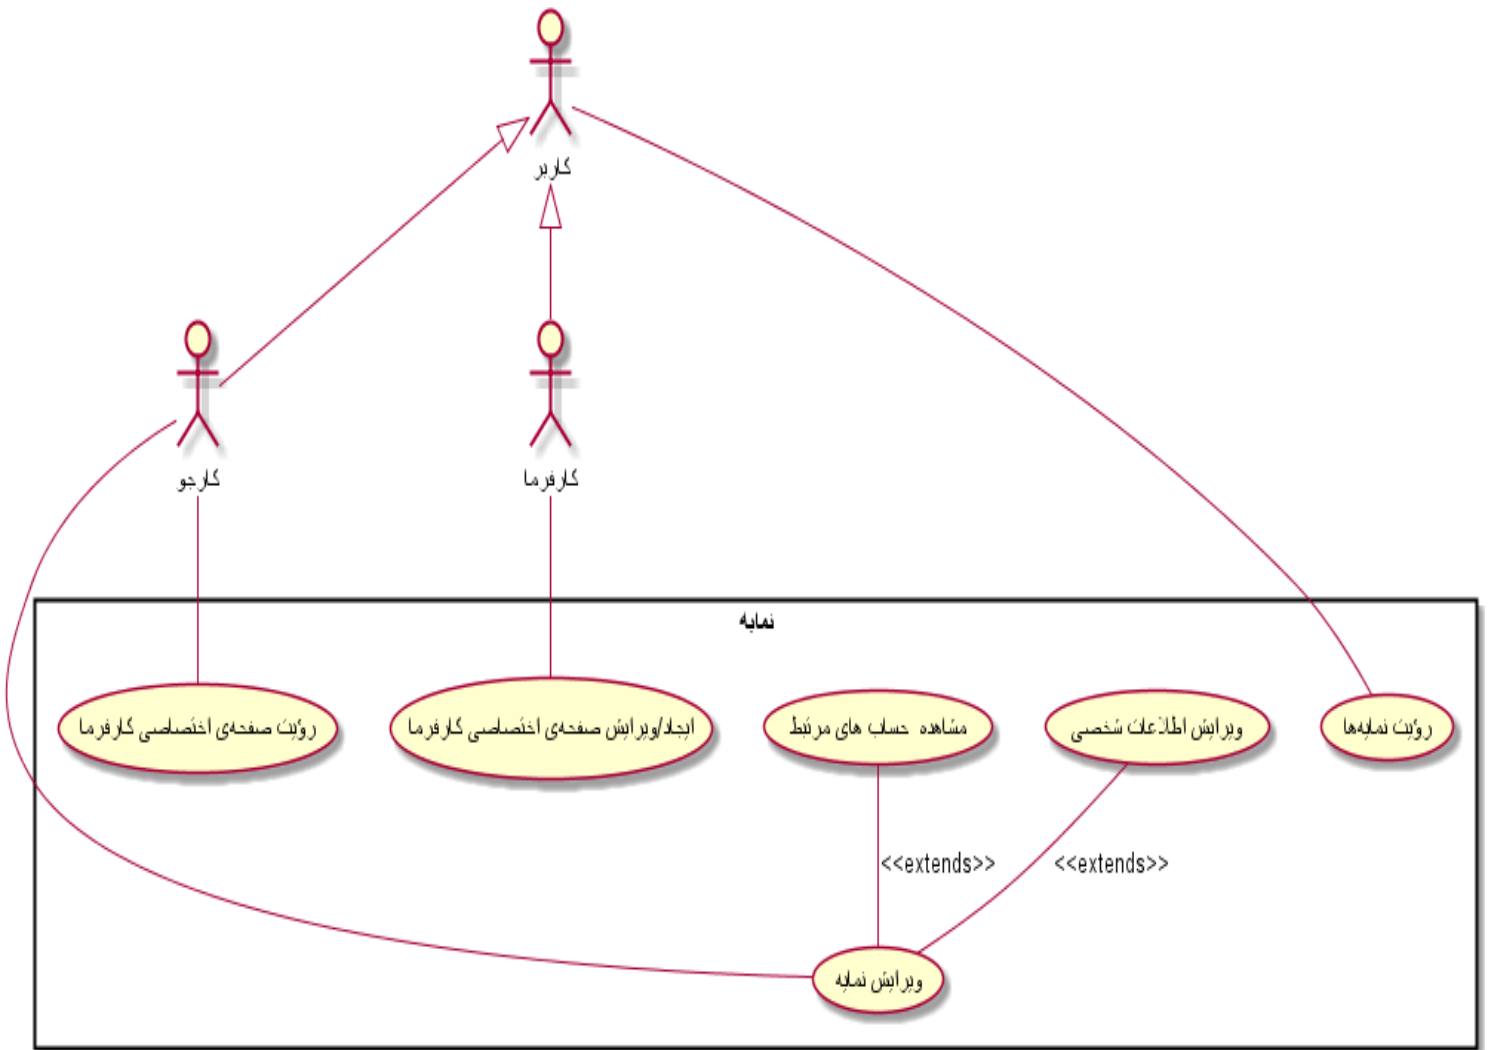 کاربر
کارجو
کارفرما
نمایه
رؤیت صفحه‌ی اختصاصی کارفرما
ایجاد/ویرایش صفحه‌ی اختصاصی کارفرما
مشاهده حساب های مرتبط
ویرایش اطلاعات شخصی
رؤیت نمایه‌ها
<<extends>>
<<extends>>
ویرایش نمایه